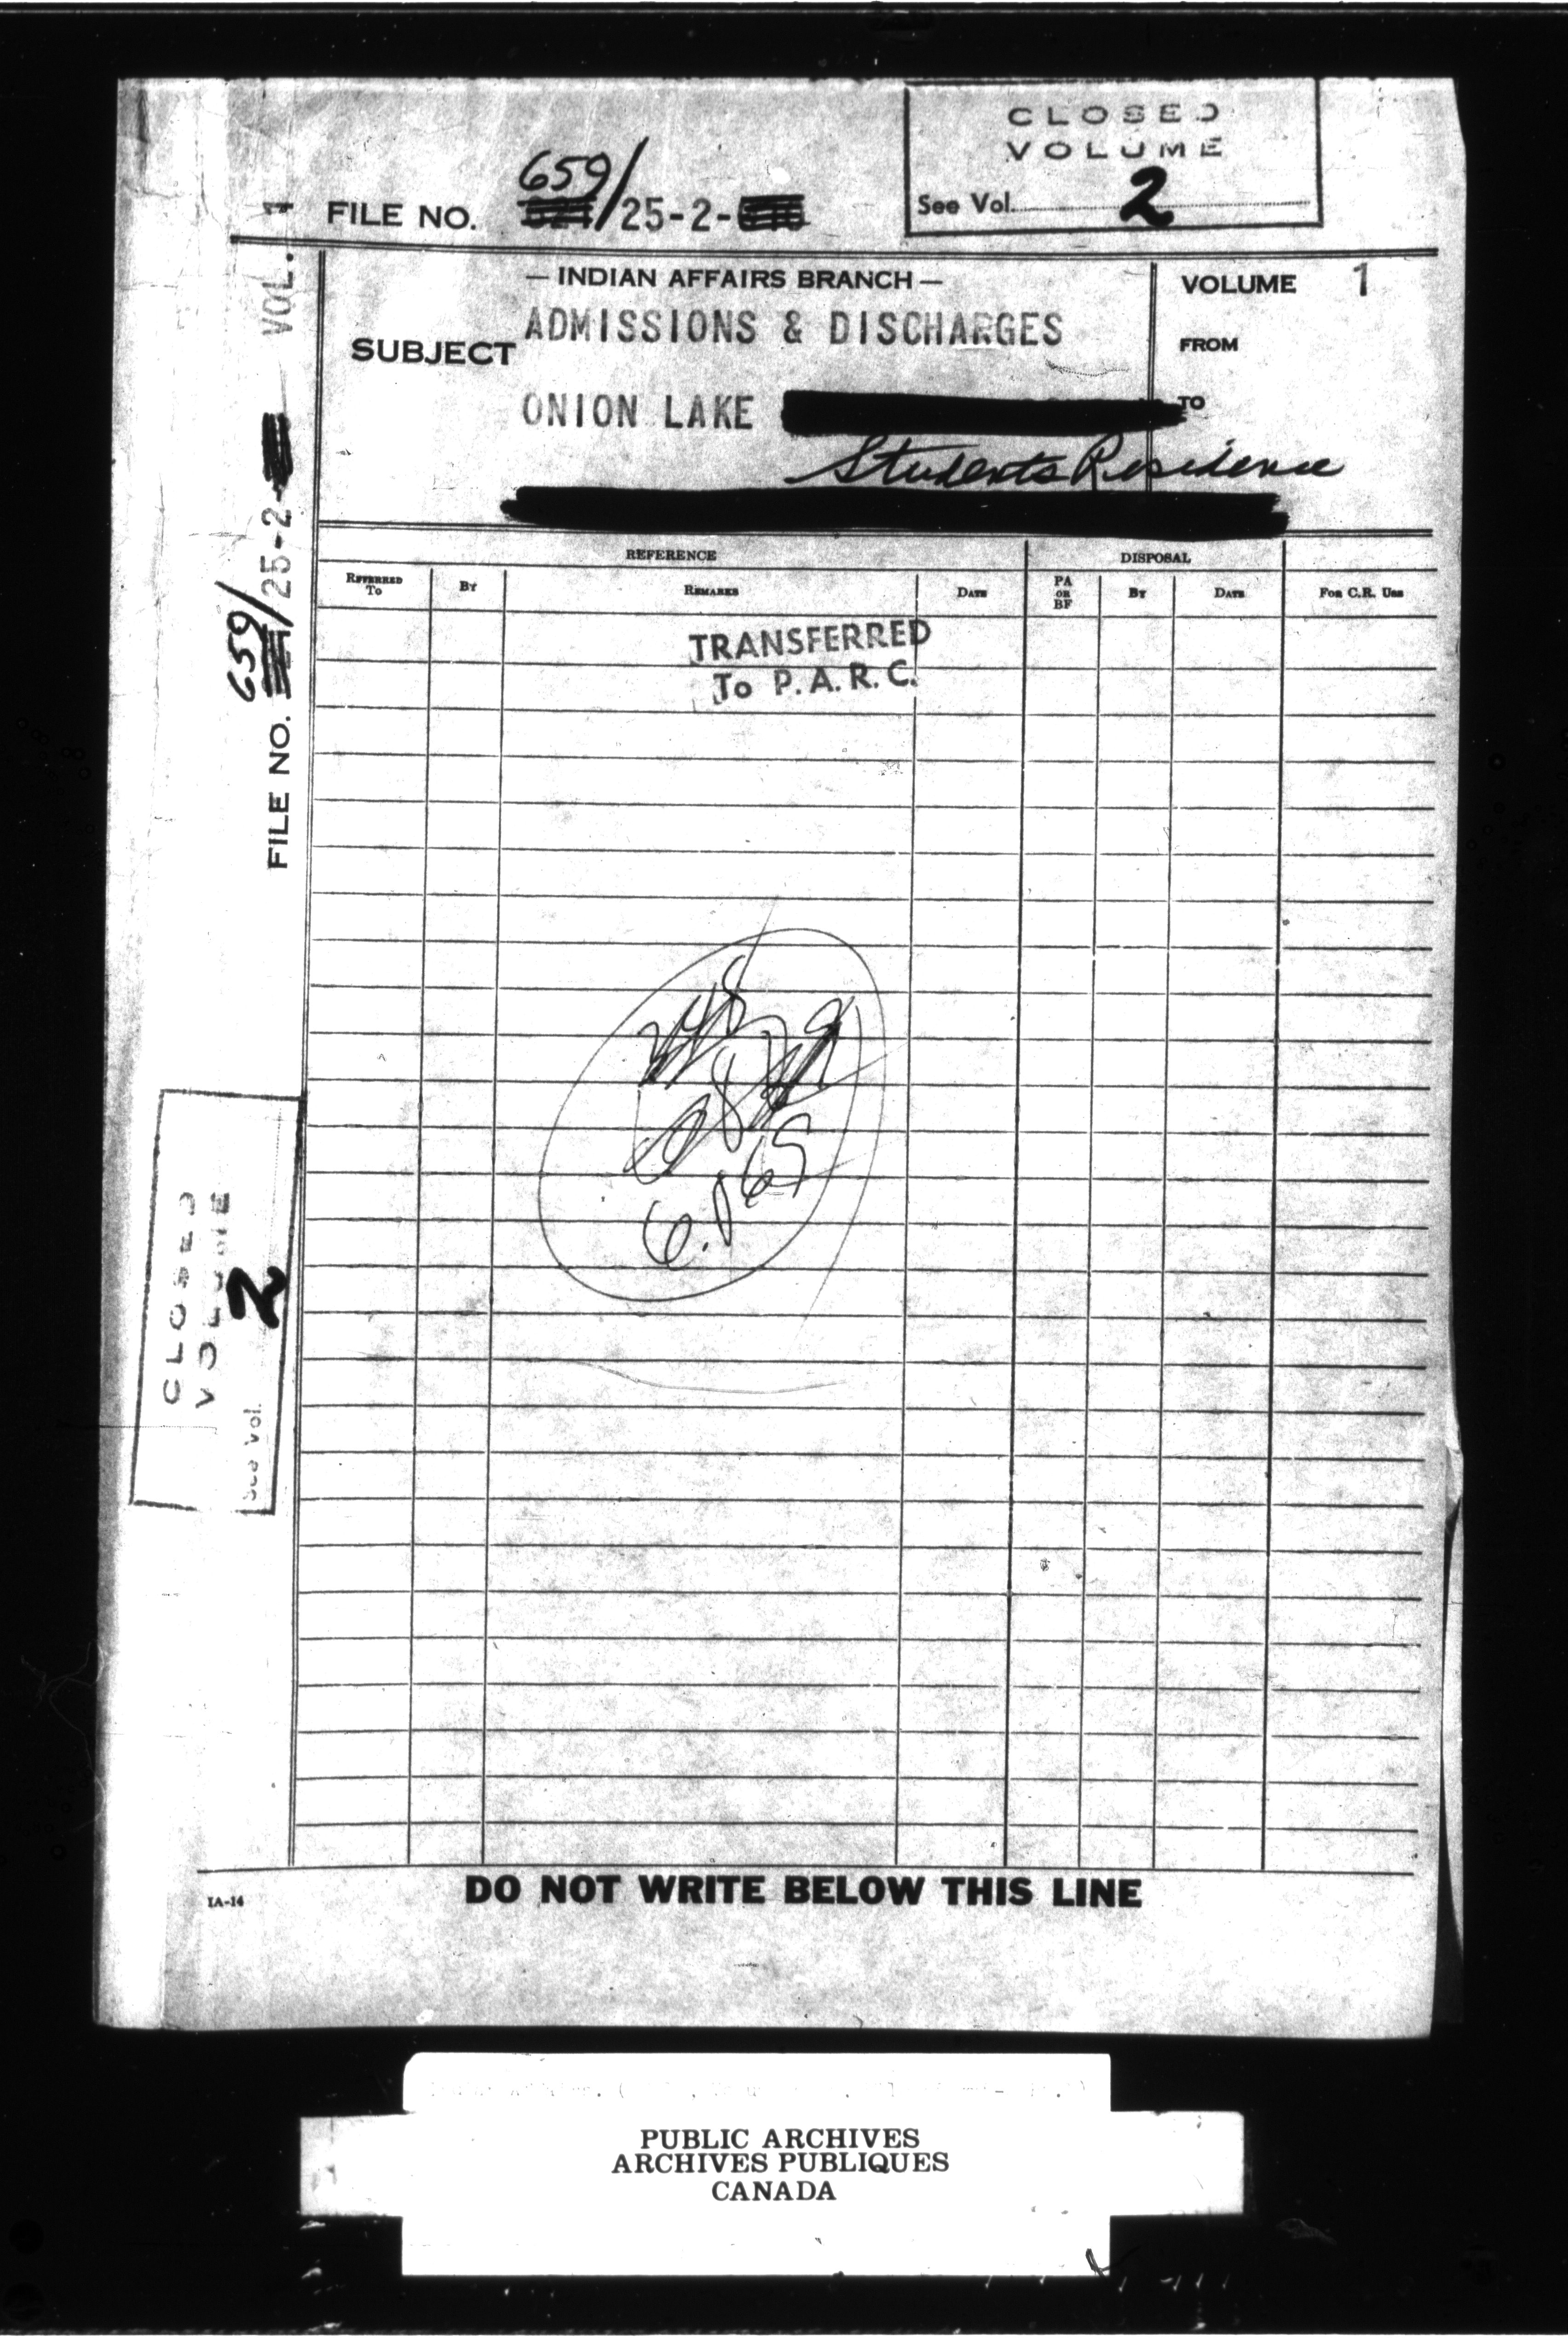 CLOSED
VOLUME
See Vol. 2
659/
FILE NO. 25-2-
VOL. 1
— INDIAN AFFAIRS BRANCH —
VOLUME 1
ADMISSIONS & DISCHARGES
SUBJECT
FROM
ONION LAKE
TO
Students Residence
REFERENCE
DISPOSAL
REFERRED To
BY
REMARKS
DATE
PA OR BF
BY
DATE
FOR C.R. USE
TRANSFERRED
To P.A.R.C.
FILE NO. 659/25-2-
CLOSED
VOLUME
See Vol. 2
DO NOT WRITE BELOW THIS LINE
IA-14
PUBLIC ARCHIVES
ARCHIVES PUBLIQUES
CANADA